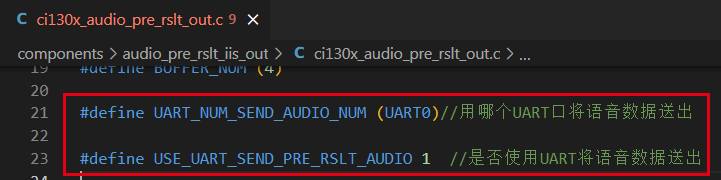 ci130x_audio_pre_rslt_out.c 9 ×
components > audio_pre_rslt_iis_out > C ci130x_audio_pre_rslt_out.c > ...
19 #define BUFFER_NUM (4)
20
21 #define UART_NUM_SEND_AUDIO_NUM (UART0)//用哪个UART口将语音数据送出
22
23 #define USE_UART_SEND_PRE_RSLT_AUDIO 1 //是否使用UART将语音数据送出
24